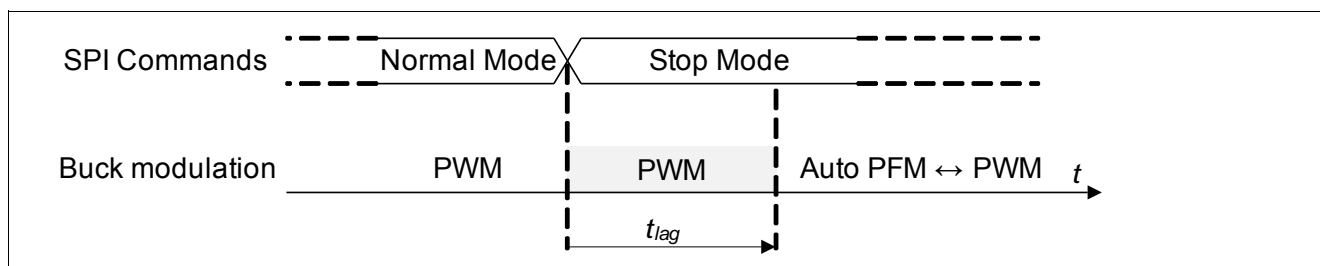 SPI Commands Normal Mode Stop Mode
Buck modulation PWM PWM Auto PFM ↔ PWM t
tlag